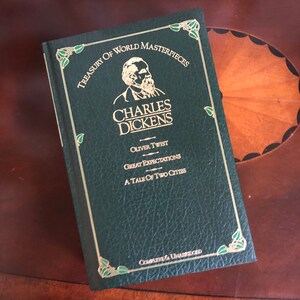 TREASURY OF WORLD MASTERPIECES
CHARLES
DICKENS
OLIVER TWIST
GREAT EXPECTATIONS
A TALE OF TWO CITIES
COMPLETE & UNABRIDGED